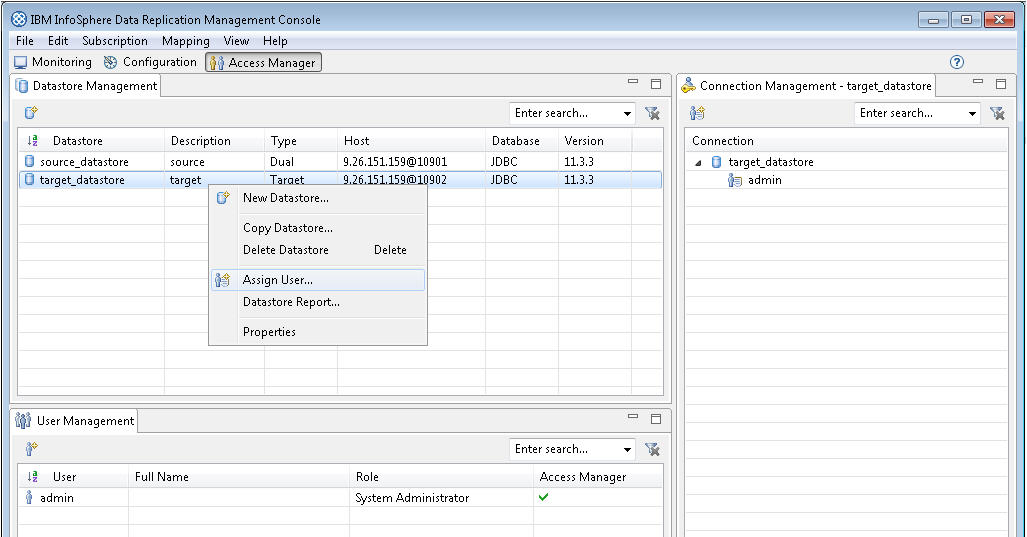 IBM InfoSphere Data Replication Management Console
File Edit Subscription Mapping View Help
Monitoring Configuration Access Manager
Datastore Management
Enter search...
Datastore Description Type Host Database Version
source_datastore source Dual 9.26.151.159@10901 JDBC 11.3.3
target_datastore target Target 9.26.151.159@10902 JDBC 11.3.3
New Datastore...
Copy Datastore...
Delete Datastore Delete
Assign User...
Datastore Report...
Properties
Connection Management - target_datastore
Enter search...
Connection
target_datastore
admin
User Management
Enter search...
User Full Name Role Access Manager
admin System Administrator